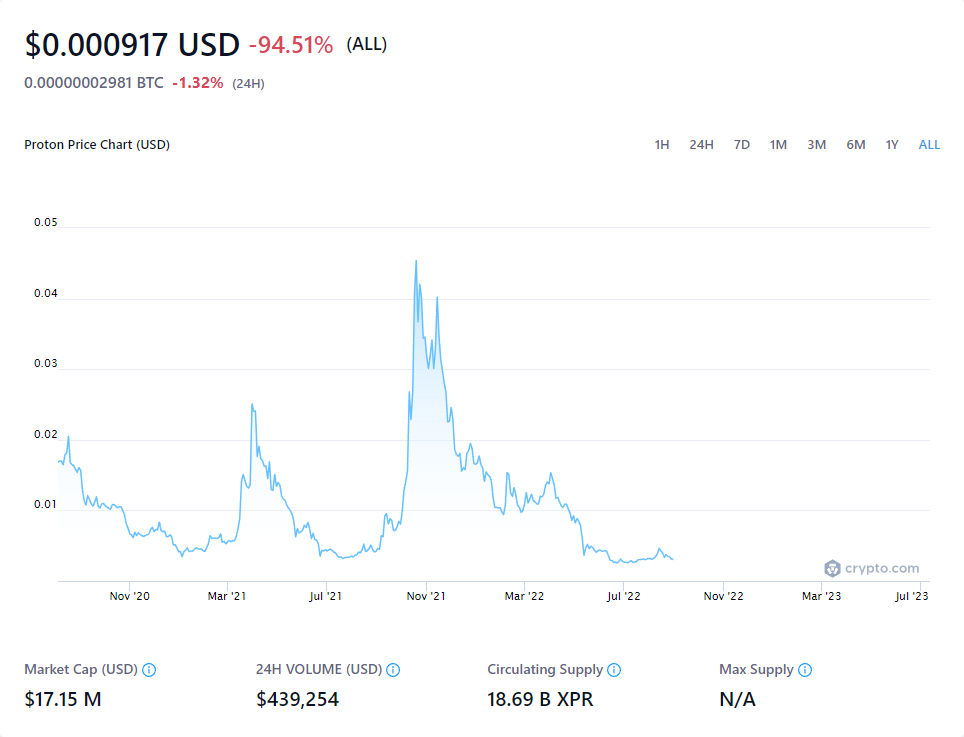 $0.000917 USD -94.51% (ALL)
0.00000002981 BTC -1.32% (24H)
Proton Price Chart (USD) 1H 24H 7D 1M 3M 6M 1Y ALL
0.05
0.04
0.03
0.02
0.01
crypto.com
Nov '20 Mar '21 Jul '21 Nov '21 Mar '22 Jul '22 Nov '22 Mar '23 Jul '23
Market Cap (USD) 24H VOLUME (USD) Circulating Supply Max Supply
$17.15 M $439,254 18.69 B XPR N/A